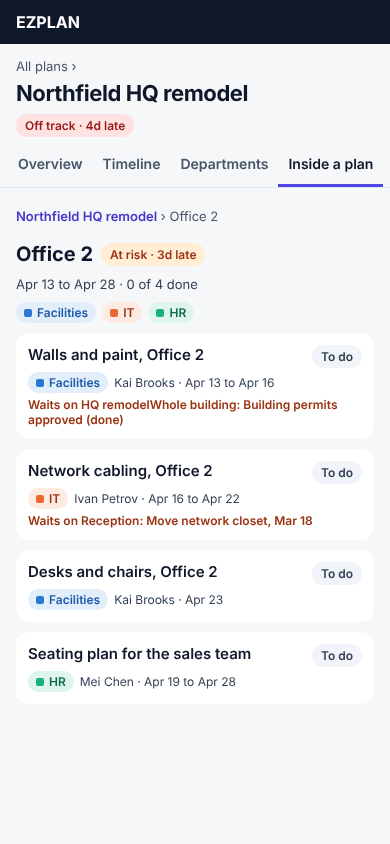 EZPLAN
All plans ›
Northfield HQ remodel
Off track · 4d late
Overview Timeline Departments Inside a plan
Northfield HQ remodel › Office 2
Office 2 At risk · 3d late
Apr 13 to Apr 28 · 0 of 4 done
Facilities IT HR
Walls and paint, Office 2 To do
Facilities Kai Brooks · Apr 13 to Apr 16
Waits on HQ remodelWhole building: Building permits
approved (done)
Network cabling, Office 2 To do
IT Ivan Petrov · Apr 16 to Apr 22
Waits on Reception: Move network closet, Mar 18
Desks and chairs, Office 2 To do
Facilities Kai Brooks · Apr 23
Seating plan for the sales team To do
HR Mei Chen · Apr 19 to Apr 28